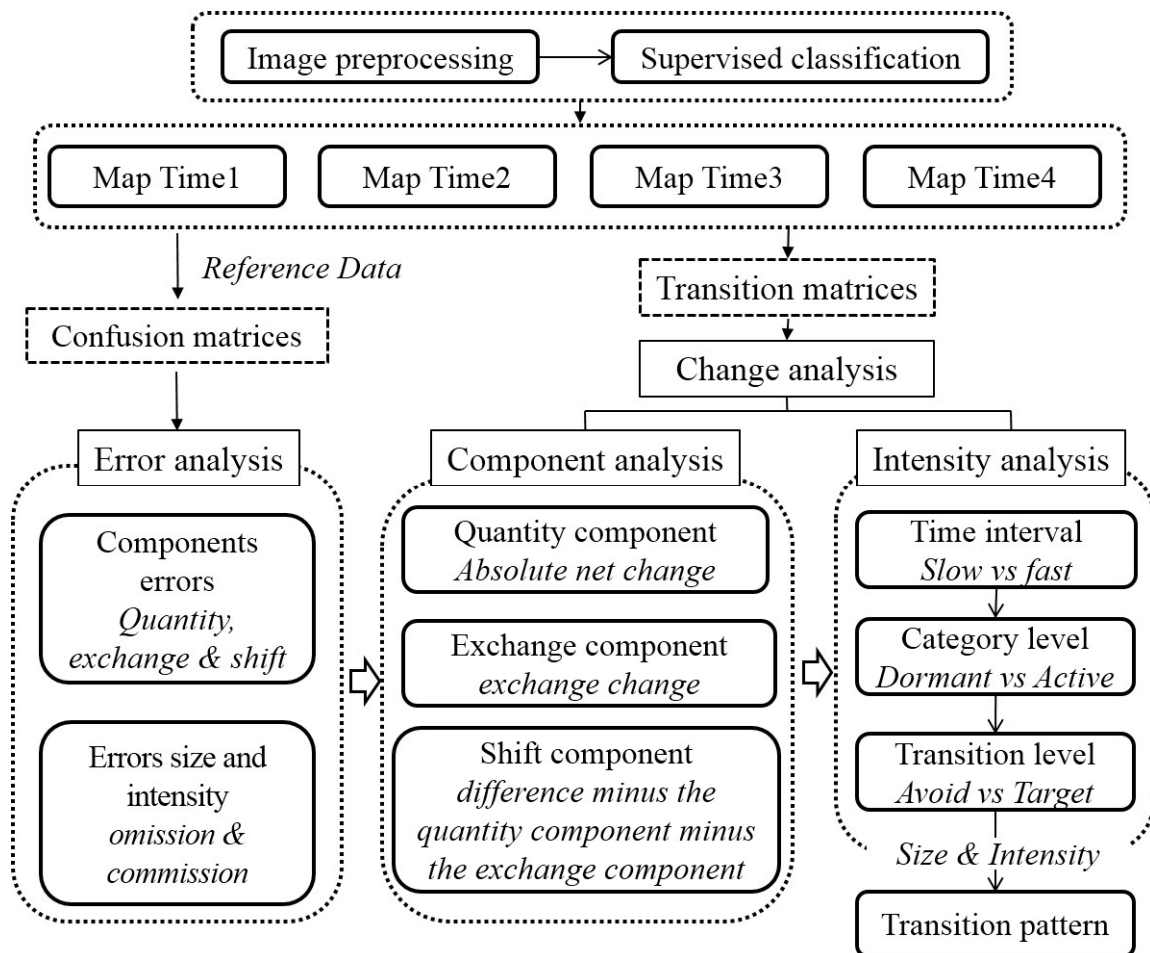 Image preprocessing
Supervised classification
Map Time1
Map Time2
Map Time3
Map Time4
Reference Data
Transition matrices
Confusion matrices
Change analysis
Error analysis
Component analysis
Intensity analysis
Components
errors
Quantity,
exchange & shift
Errors size and
intensity
omission &
commission
Quantity component
Absolute net change
Exchange component
exchange change
Shift component
difference minus the
quantity component minus
the exchange component
Time interval
Slow vs fast
Category level
Dormant vs Active
Transition level
Avoid vs Target
Size & Intensity
Transition pattern